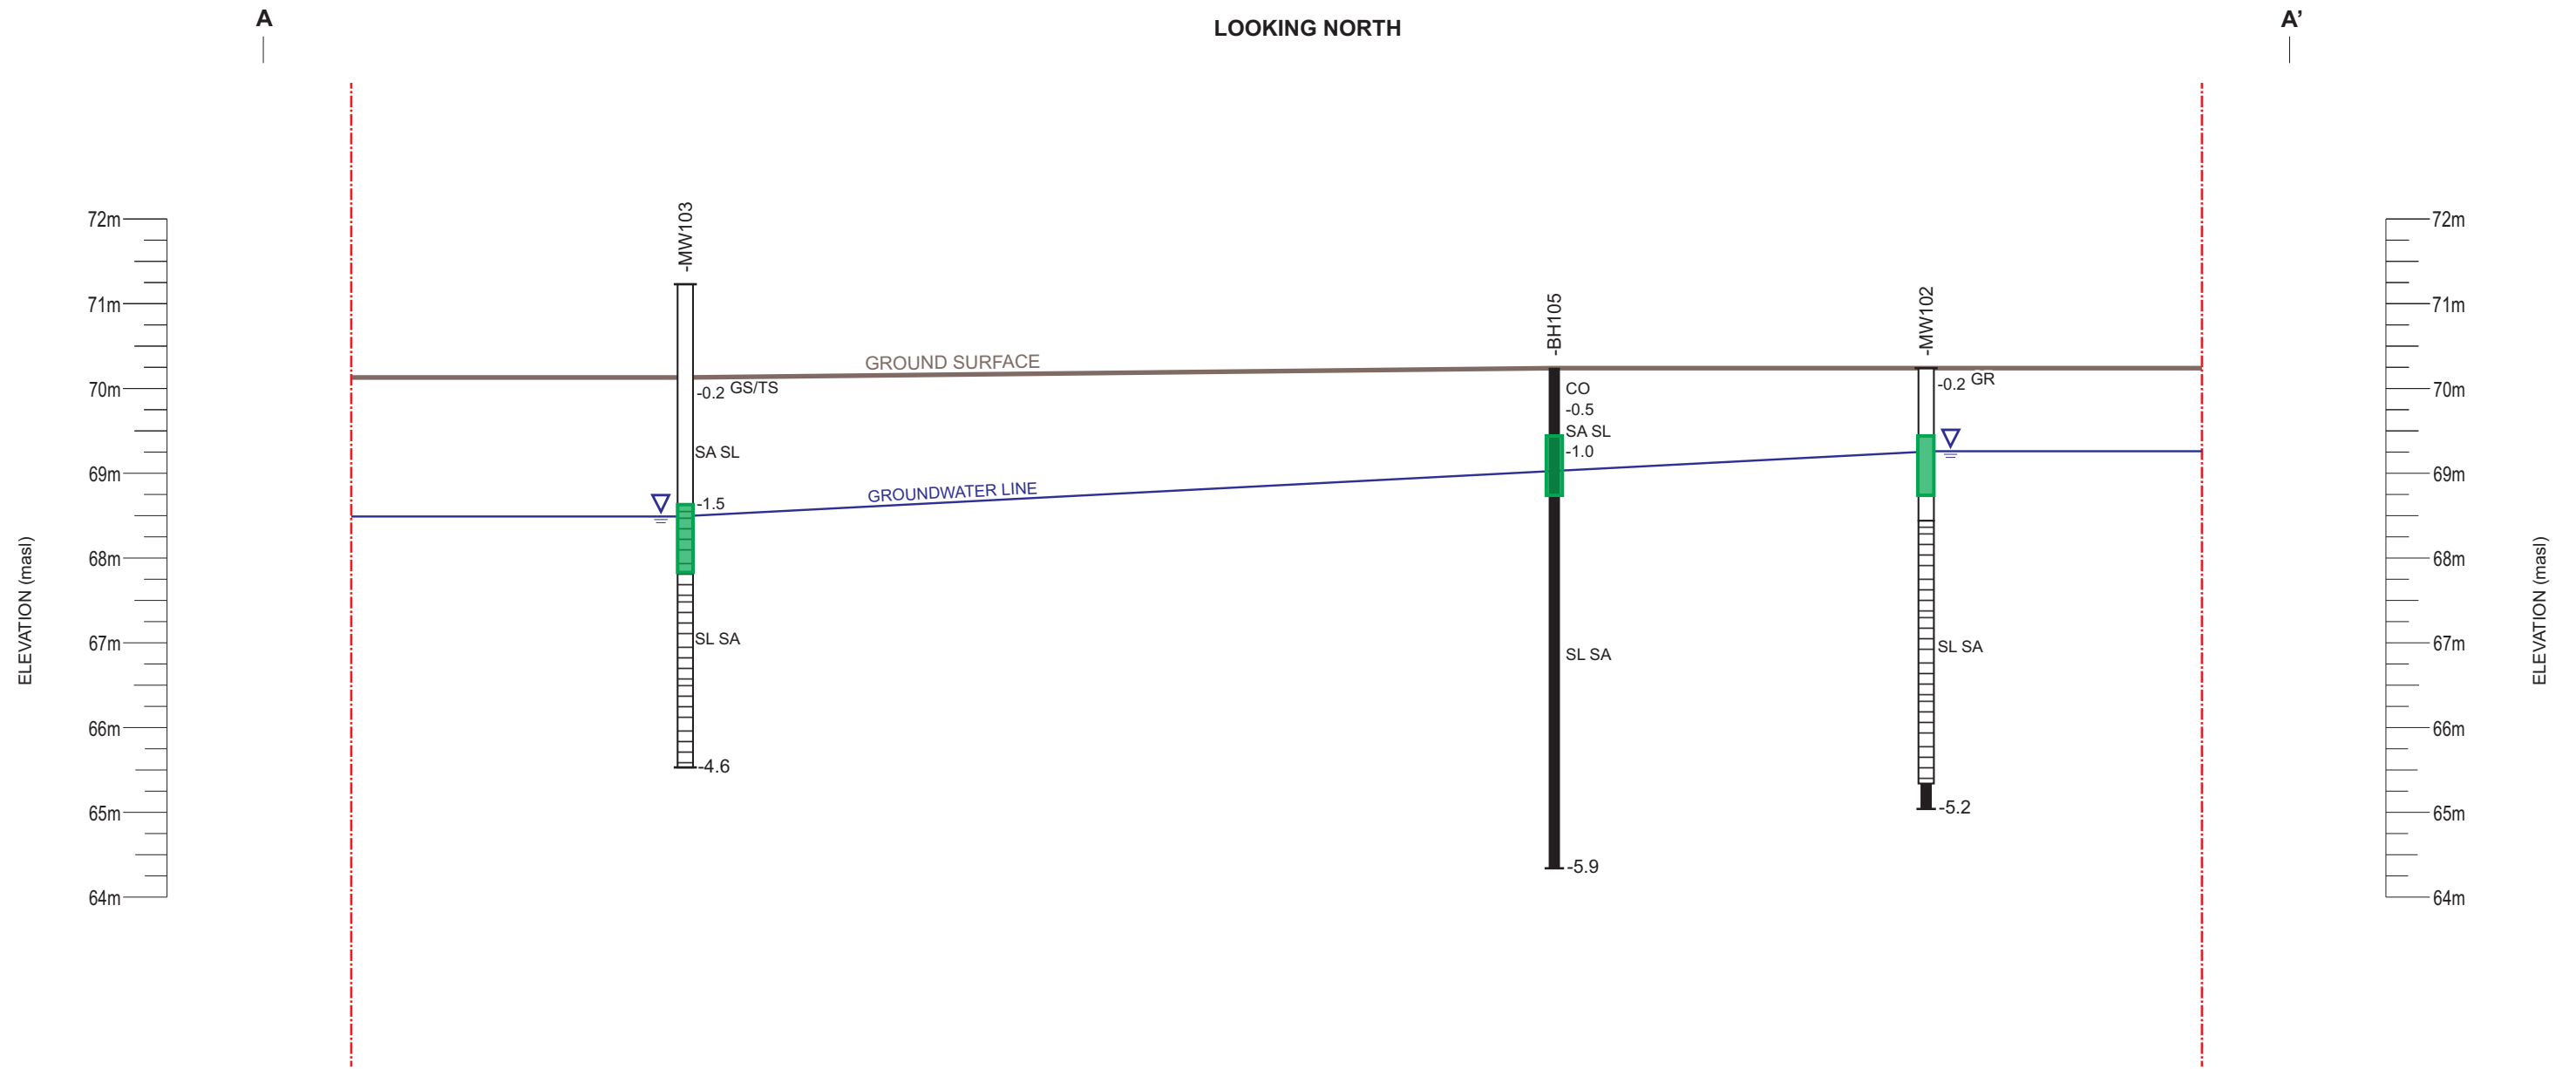 A
LOOKING NORTH
A’
-MW103
-BH105
-MW102
72m
71m
70m
69m
68m
67m
66m
65m
64m
ELEVATION (masl)
GROUND SURFACE
GROUNDWATER LINE
-0.2 GS/TS
SA SL
-1.5
SL SA
-4.6
CO
-0.5
SA SL
-1.0
SL SA
-5.9
-0.2 GR
SL SA
-5.2
72m
71m
70m
69m
68m
67m
66m
65m
64m
ELEVATION (masl)